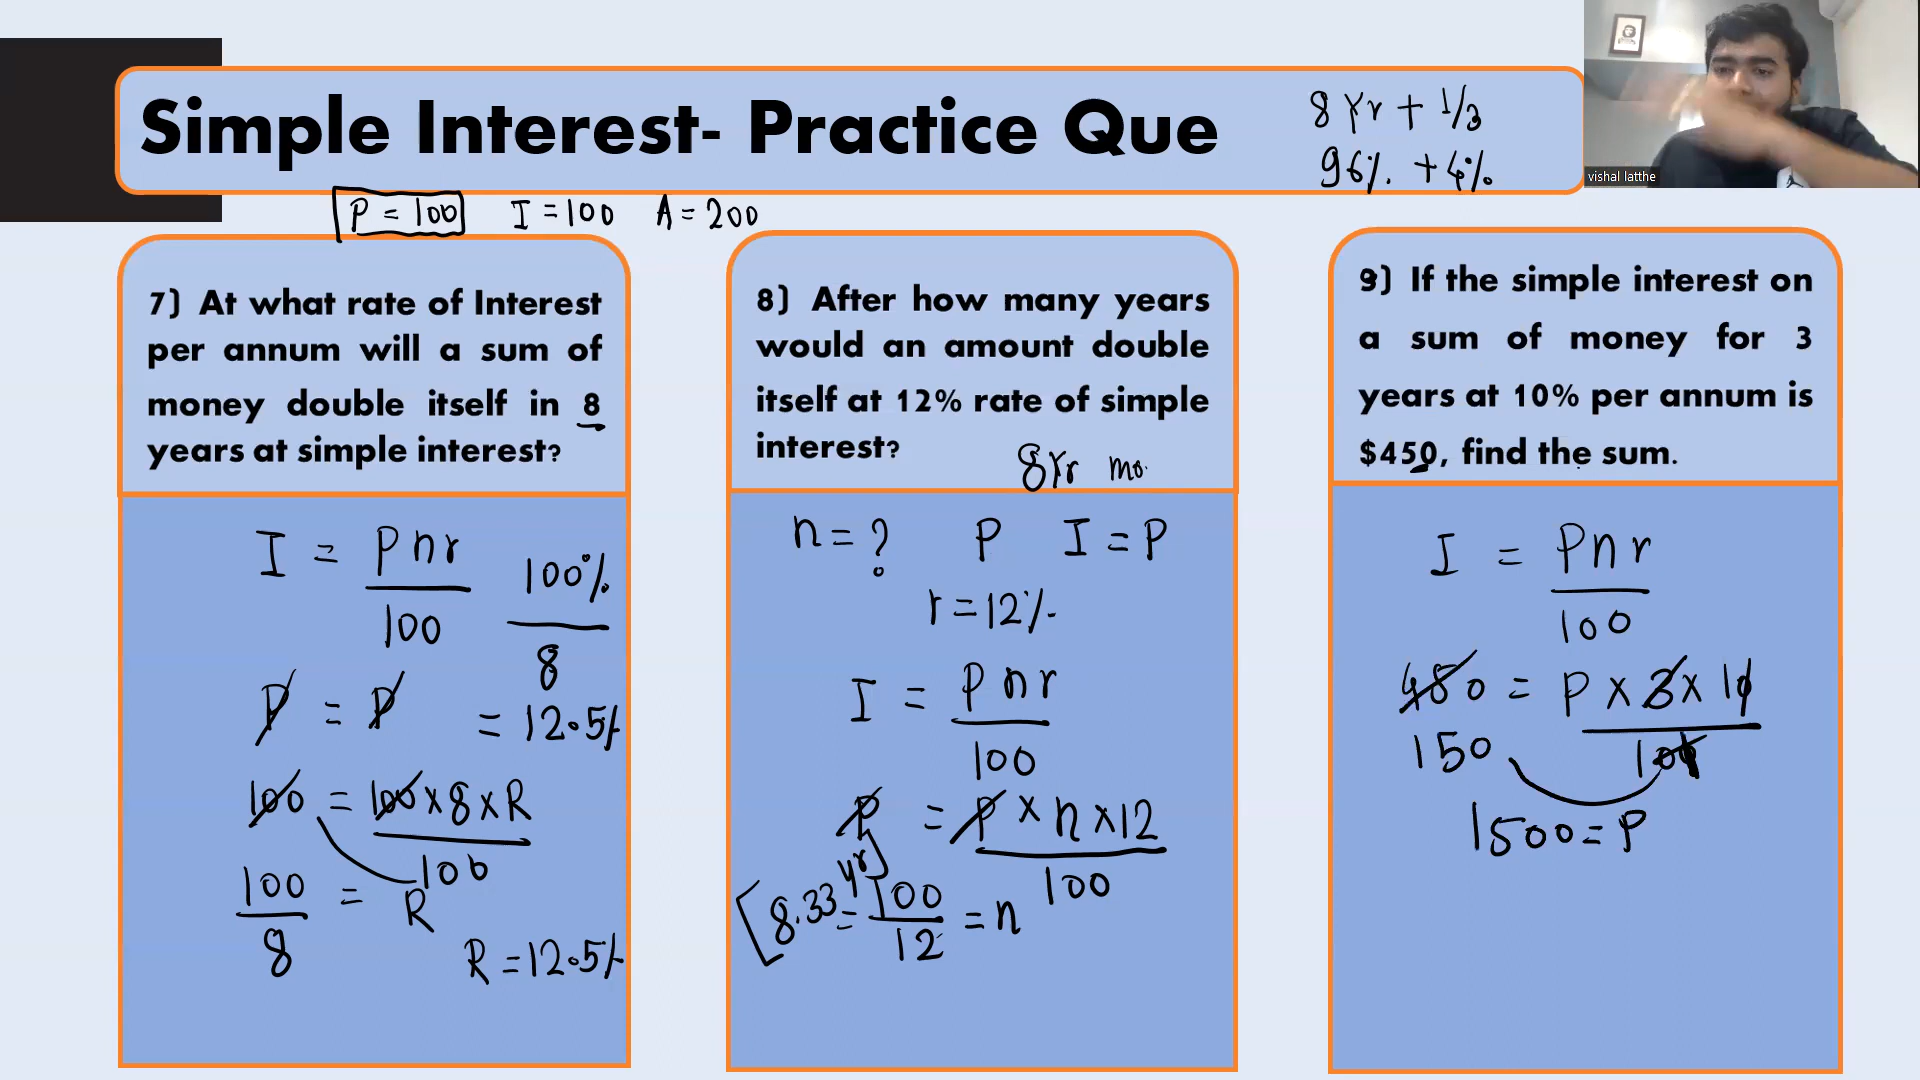 Simple Interest- Practice Que
8 Yr + 1/3
96% + 4%
vishal latthe
P = 100 I = 100 A = 200
7) At what rate of Interest
per annum will a sum of
money double itself in 8
years at simple interest?
I = Pnr
100
100%
8
= 12.5%
P = P
100 = 100 × 8 × R
100
100 = R
8
R = 12.5%
8) After how many years
would an amount double
itself at 12% rate of simple
interest?
8Yr mo.
n = ? P I = P
r = 12%
I = Pnr
100
P = P × n × 12
100
8.33 yr = 100 = n
12
9) If the simple interest on
a sum of money for 3
years at 10% per annum is
$450, find the sum.
I = Pnr
100
450 = P × 3 × 10
100
150
1500 = P